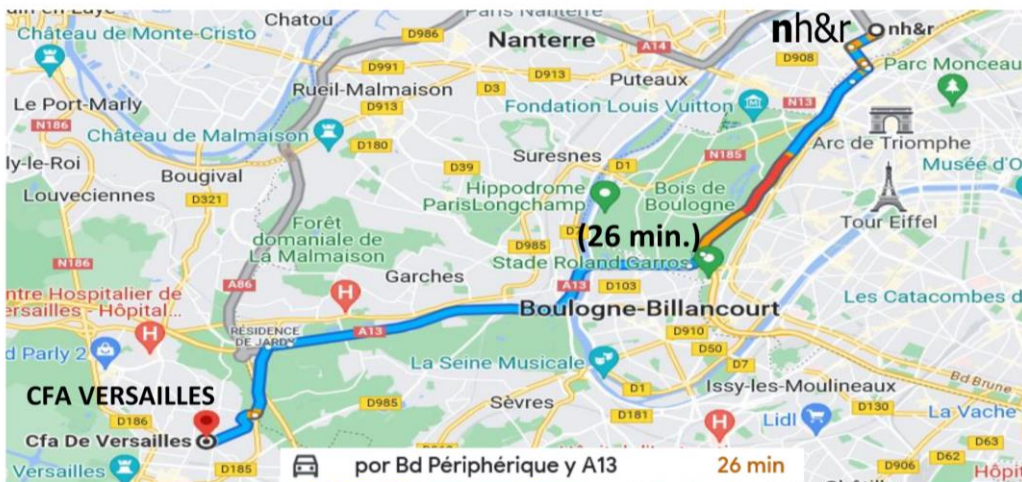 Chatou
Paris Nanterre
Château de Monte-Cristo
D986
Nanterre
nh&r
nh&r
A14
D908
D991
D913
Puteaux
Parc Monceau
Rueil-Malmaison
D3
D913
Le Port-Marly
Fondation Louis Vuitton
N13
N186
Château de Malmaison
D180
Arc de Triomphe
ly-le-Roi
Bougival
D39
Suresnes
D1
N185
Musée d'O
Louveciennes
D321
Hippodrome
ParisLongchamp
Bois de
Boulogne
Tour Eiffel
Forêt
domaniale de
La Malmaison
D985
(26 min.)
N186
Stade Roland Garros
Garches
A86
A13
D103
Les Catacombes d
ntre Hospitalier de
ersailles - Hôpital...
H
H
Boulogne-Billancourt
RÉSIDENCE
DE JARDY
A13
D910
d Parly 2
D50
La Seine Musicale
D7
CFA VERSAILLES
D1
Issy-les-Moulineaux
Bd Brune
D985
Sèvres
D186
D181
H
Lidl
D130
La Vache
Cfa De Versailles
D63
Versailles
D185
por Bd Périphérique y A13
26 min
D906
D62
Hôpit